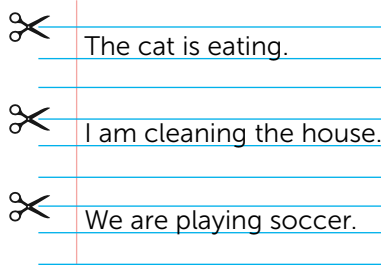 The cat is eating.
I am cleaning the house.
We are playing soccer.